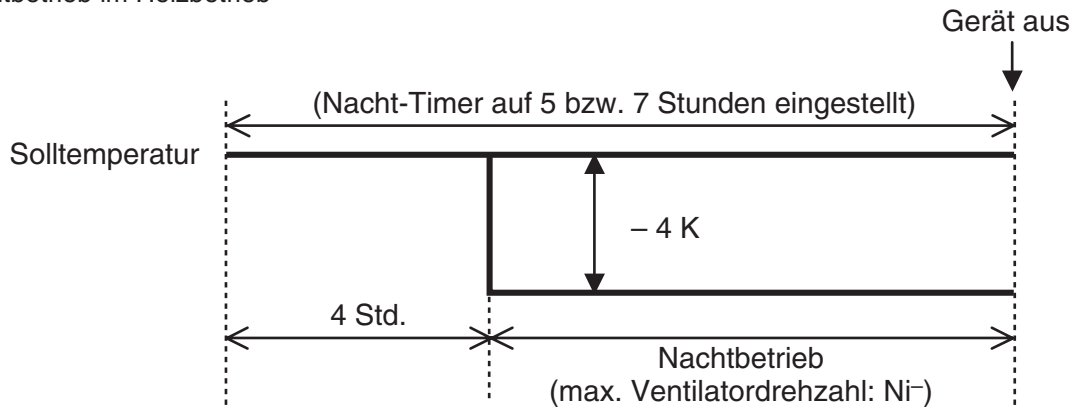 Gerät aus
(Nacht-Timer auf 5 bzw. 7 Stunden eingestellt)
Solltemperatur
– 4 K
4 Std.
Nachtbetrieb
(max. Ventilatordrehzahl: Ni–)